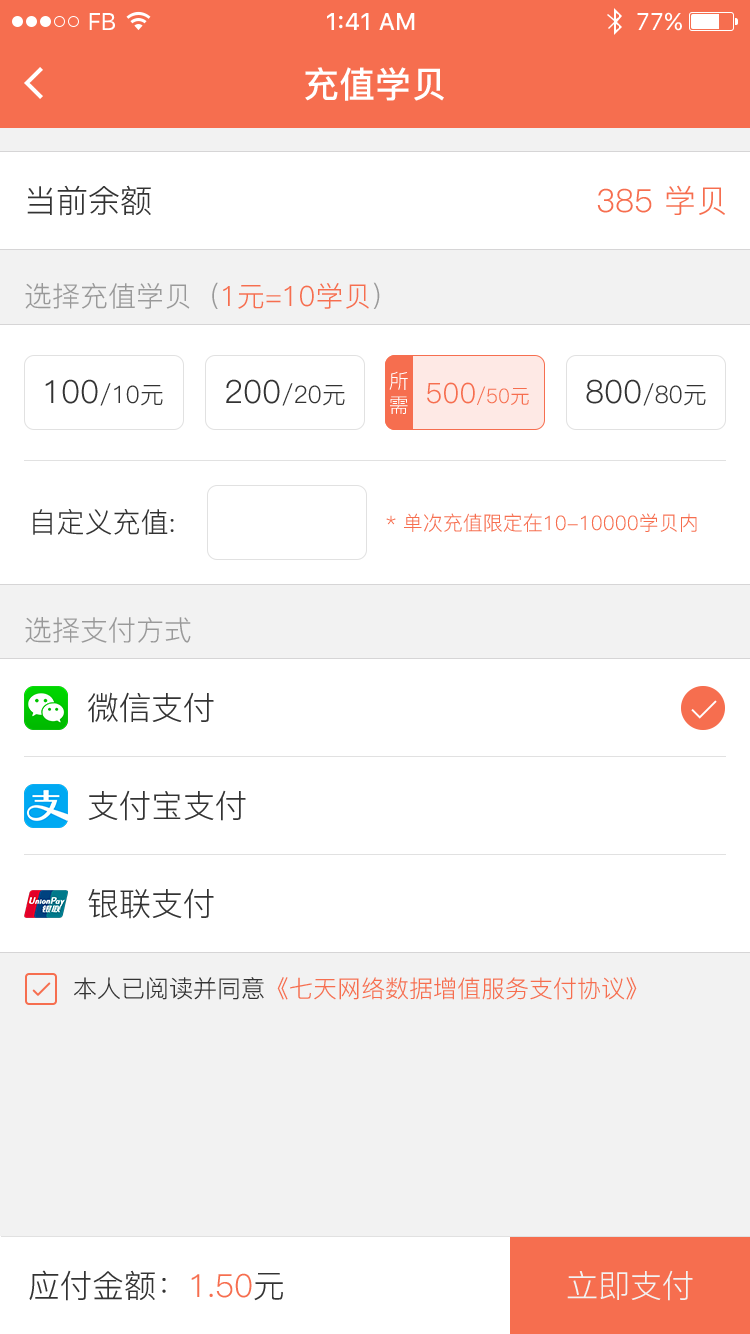 FB 1:41 AM 77%
充值学贝
当前余额 385 学贝
选择充值学贝（1元=10学贝）
100/10元 200/20元 所需 500/50元 800/80元
自定义充值: * 单次充值限定在10-10000学贝内
选择支付方式
微信支付
支 支付宝支付
UnionPay 银联 银联支付
本人已阅读并同意《七天网络数据增值服务支付协议》
应付金额：1.50元 立即支付